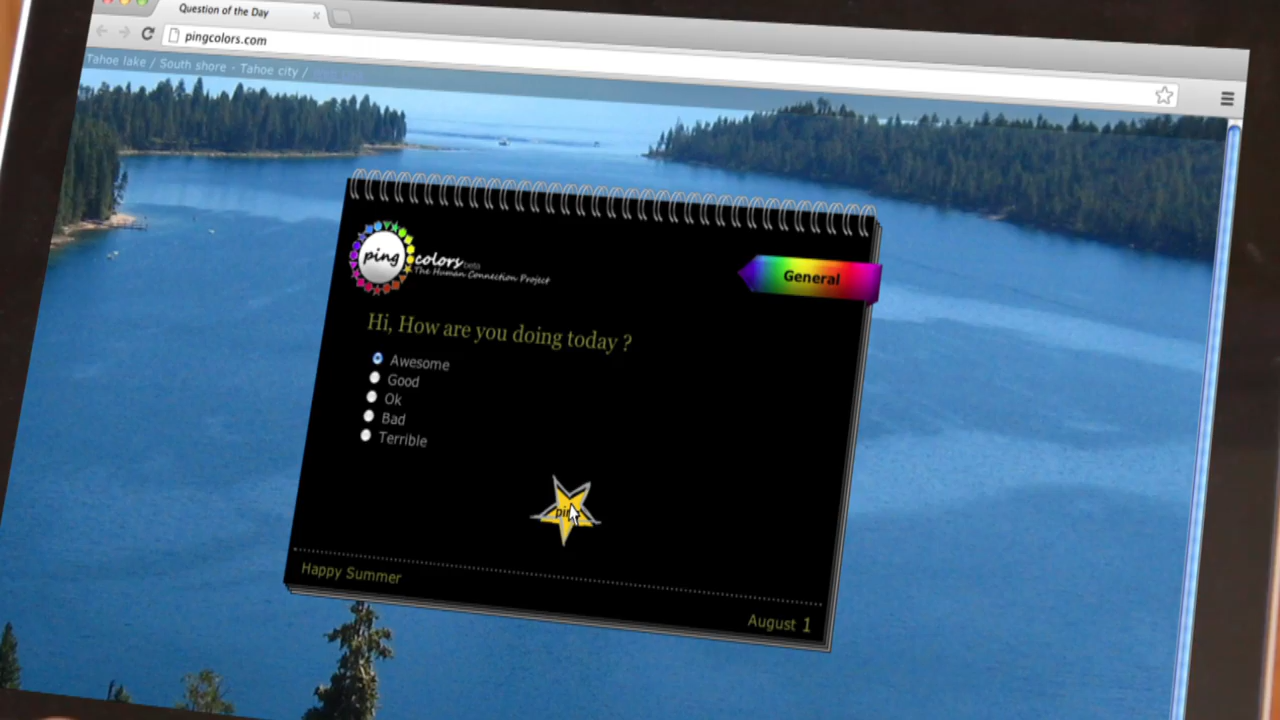 Question of the Day
pingcolors.com
Tahoe lake / South shore - Tahoe city /
ping
colors beta
The Human Connection Project
General
Hi, How are you doing today ?
Awesome
Good
Ok
Bad
Terrible
Happy Summer
August 1